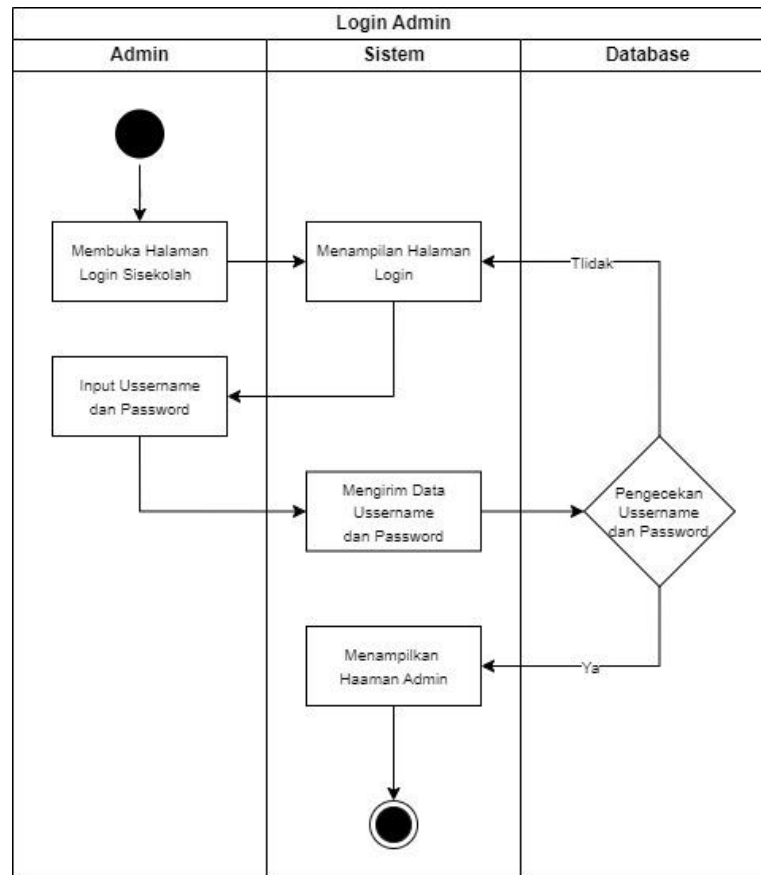 Login Admin
Admin
Sistem
Database
Membuka Halaman
Login Sisekolah
Menampilan Halaman
Login
Tlidak
Input Ussername
dan Password
Mengirim Data
Ussername
dan Password
Pengecekan
Ussername
dan Password
Menampilkan
Haaman Admin
Ya